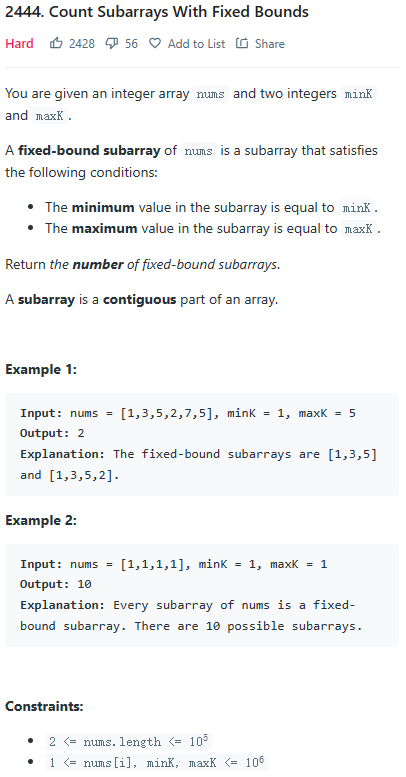 2444. Count Subarrays With Fixed Bounds
Hard 2428 56 Add to List Share
You are given an integer array nums and two integers minK
and maxK.
A fixed-bound subarray of nums is a subarray that satisfies
the following conditions:
• The minimum value in the subarray is equal to minK.
• The maximum value in the subarray is equal to maxK.
Return the number of fixed-bound subarrays.
A subarray is a contiguous part of an array.
Example 1:
Input: nums = [1,3,5,2,7,5], minK = 1, maxK = 5
Output: 2
Explanation: The fixed-bound subarrays are [1,3,5]
and [1,3,5,2].
Example 2:
Input: nums = [1,1,1,1], minK = 1, maxK = 1
Output: 10
Explanation: Every subarray of nums is a fixed-
bound subarray. There are 10 possible subarrays.
Constraints:
• 2 <= nums.length <= 10⁵
• 1 <= nums[i], minK, maxK <= 10⁶